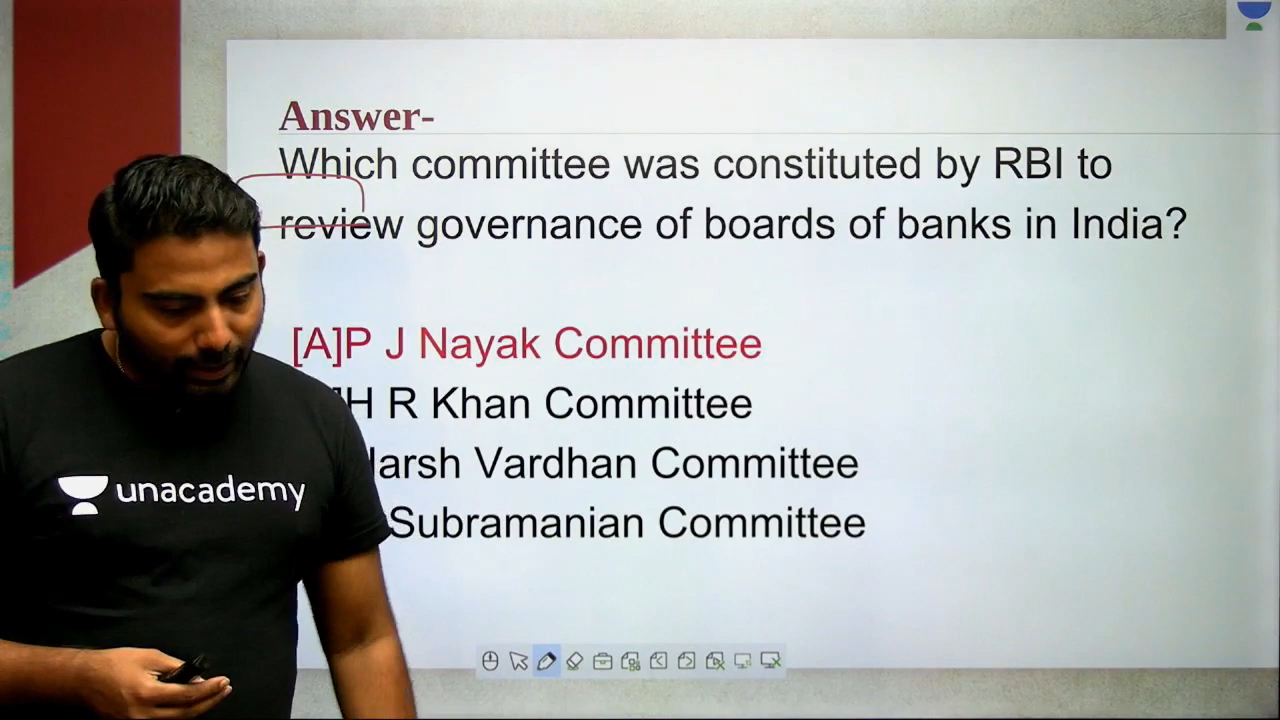 Answer-
Which committee was constituted by RBI to
review governance of boards of banks in India?
[A]P J Nayak Committee
]H R Khan Committee
Harsh Vardhan Committee
Subramanian Committee
unacademy